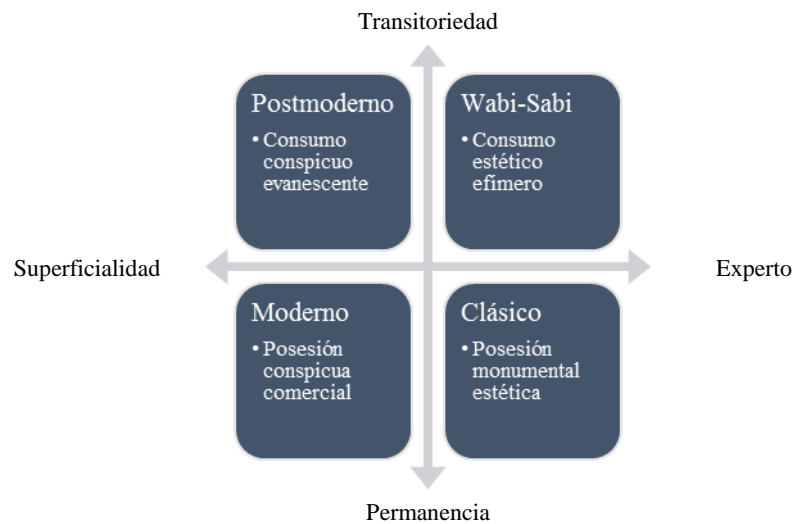 Transitoriedad
Postmoderno
• Consumo
conspicuo
evanescente
Wabi-Sabi
• Consumo
estético
efímero
Superficialidad
Experto
Moderno
• Posesión
conspicua
comercial
Clásico
• Posesión
monumental
estética
Permanencia